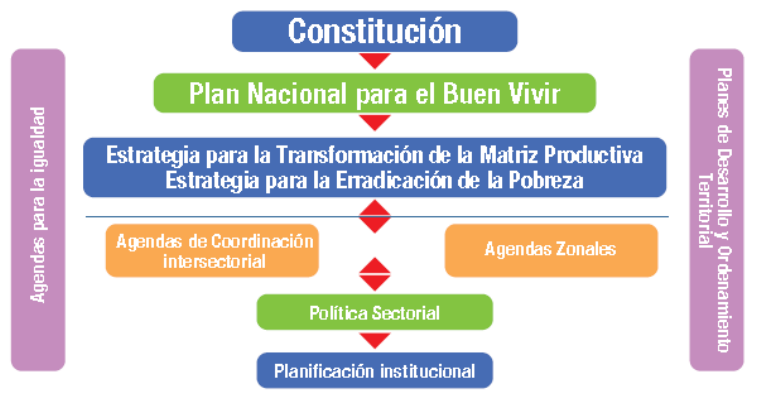 Constitución
Plan Nacional para el Buen Vivir
Estrategia para la Transformación de la Matriz Productiva
Estrategia para la Erradicación de la Pobreza
Agendas para la igualdad
Agendas de Coordinación
intersectorial
Agendas Zonales
Política Sectorial
Planificación institucional
Planes de Desarrollo y Ordenamiento
Territorial